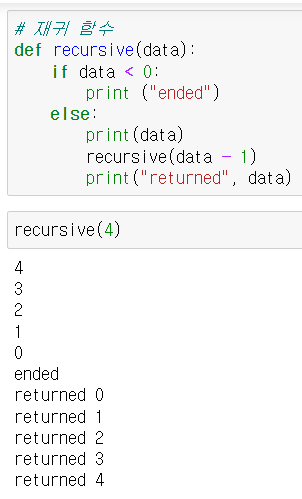 # 재귀 함수
def recursive(data):
    if data < 0:
        print ("ended")
    else:
        print(data)
        recursive(data - 1)
        print("returned", data)
recursive(4)
4
3
2
1
0
ended
returned 0
returned 1
returned 2
returned 3
returned 4